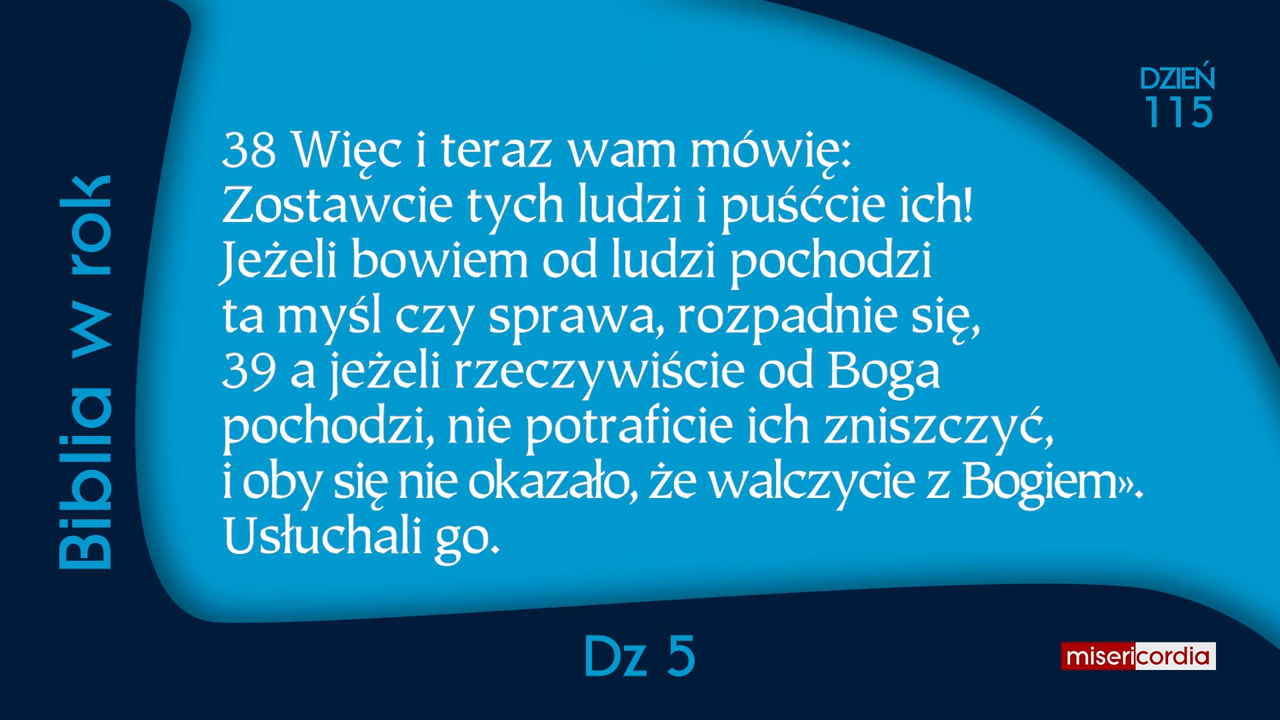 DZIEŃ
115
Biblia w rok
38 Więc i teraz wam mówię:
Zostawcie tych ludzi i puśćcie ich!
Jeżeli bowiem od ludzi pochodzi
ta myśl czy sprawa, rozpadnie się,
39 a jeżeli rzeczywiście od Boga
pochodzi, nie potraficie ich zniszczyć,
i oby się nie okazało, że walczycie z Bogiem».
Usłuchali go.
Dz 5
misericordia